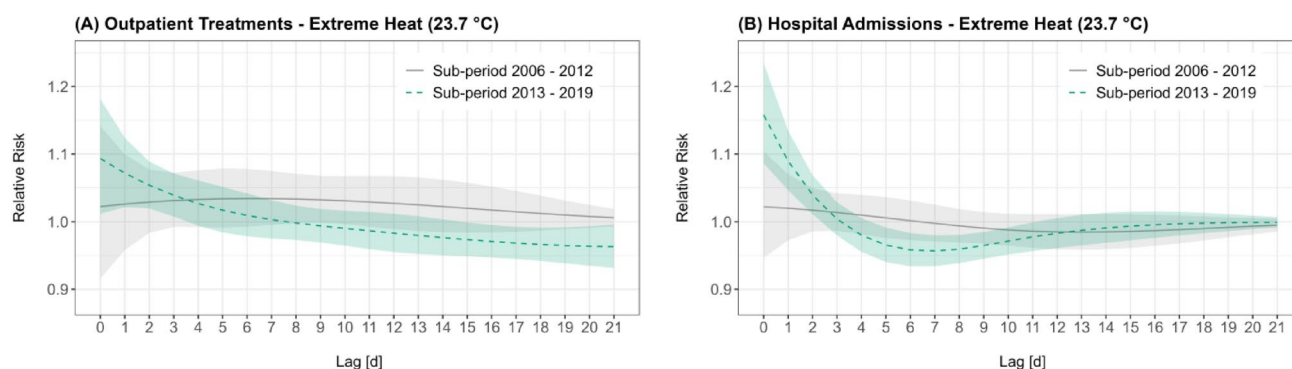 (A) Outpatient Treatments - Extreme Heat (23.7 °C)
Sub-period 2006 - 2012
Sub-period 2013 - 2019
1.2
1.1
1.0
0.9
Relative Risk
0 1 2 3 4 5 6 7 8 9 10 11 12 13 14 15 16 17 18 19 20 21
Lag [d]
(B) Hospital Admissions - Extreme Heat (23.7 °C)
Sub-period 2006 - 2012
Sub-period 2013 - 2019
1.2
1.1
1.0
0.9
Relative Risk
0 1 2 3 4 5 6 7 8 9 10 11 12 13 14 15 16 17 18 19 20 21
Lag [d]